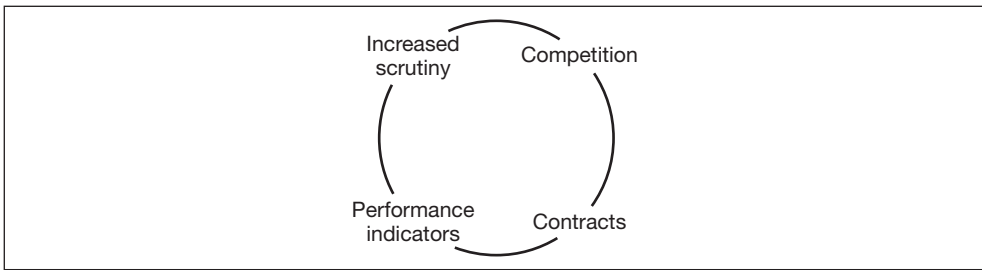 Increased
scrutiny
Competition
Performance
indicators
Contracts